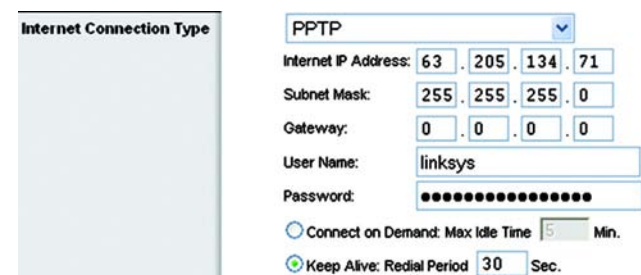 Internet Connection Type PPTP
Internet IP Address: 63 . 205 . 134 . 71
Subnet Mask: 255 . 255 . 255 . 0
Gateway: 0 . 0 . 0 . 0
User Name: linksys
Password: ●●●●●●●●●●●●●●●●
Connect on Demand: Max Idle Time 5 Min.
Keep Alive: Redial Period 30 Sec.